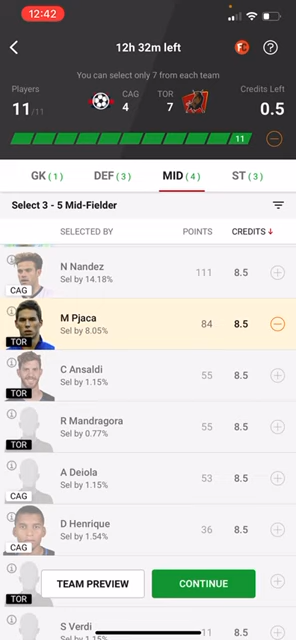 12:42
12h 32m left
You can select only 7 from each team
Players
11/11
CAG
4
TOR
7
Credits Left
0.5
11
GK ( 1 )
DEF ( 3 )
MID ( 4 )
ST ( 3 )
Select 3 - 5 Mid-Fielder
SELECTED BY
POINTS
CREDITS
N Nandez
Sel by 14.18%
CAG
111
8.5
M Pjaca
Sel by 8.05%
TOR
84
8.5
C Ansaldi
Sel by 1.15%
TOR
55
8.5
R Mandragora
Sel by 0.77%
TOR
55
8.5
A Deiola
Sel by 1.15%
CAG
53
8.5
D Henrique
Sel by 1.54%
CAG
36
8.5
TOR
TEAM PREVIEW
CONTINUE
S Verdi
Sel by 1.15%
11
8.5